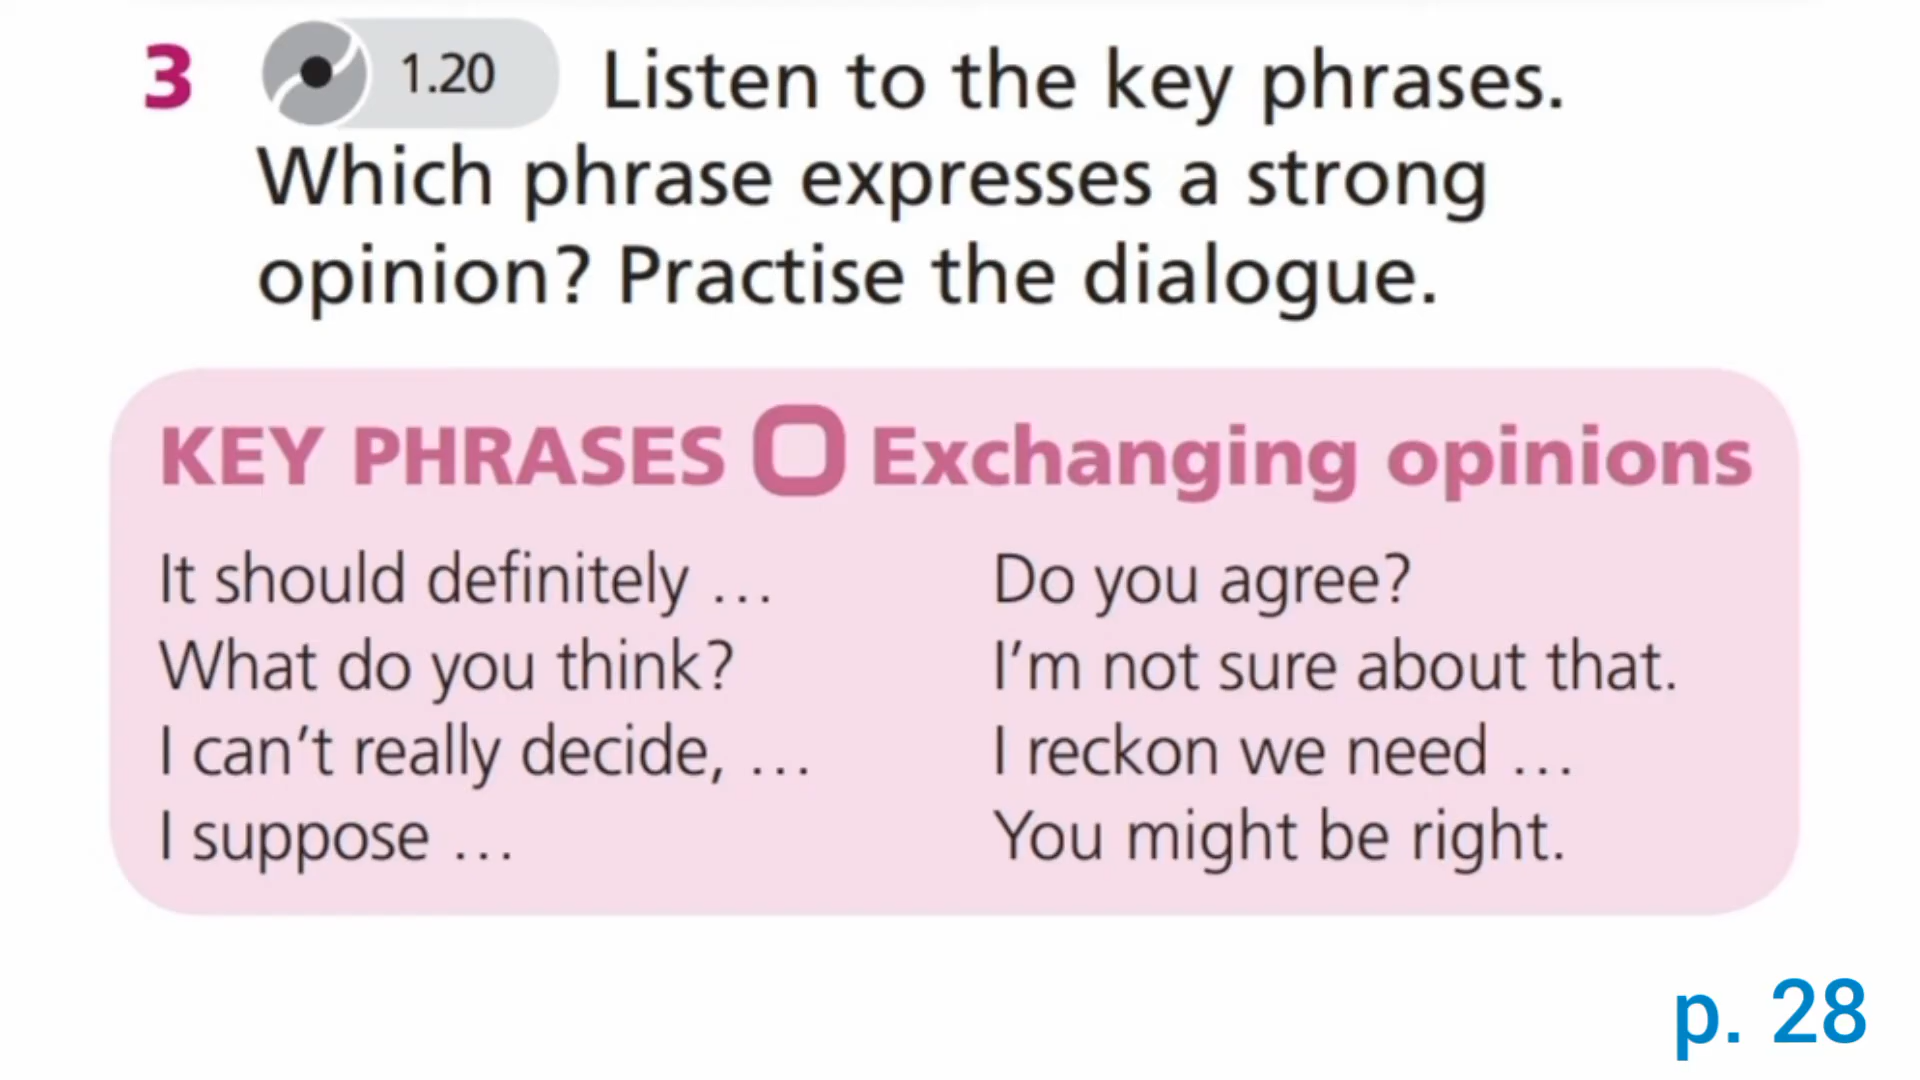 3 1.20 Listen to the key phrases.
Which phrase expresses a strong
opinion? Practise the dialogue.
KEY PHRASES Exchanging opinions
It should definitely …
What do you think?
I can’t really decide, …
I suppose …
Do you agree?
I’m not sure about that.
I reckon we need …
You might be right.
p. 28